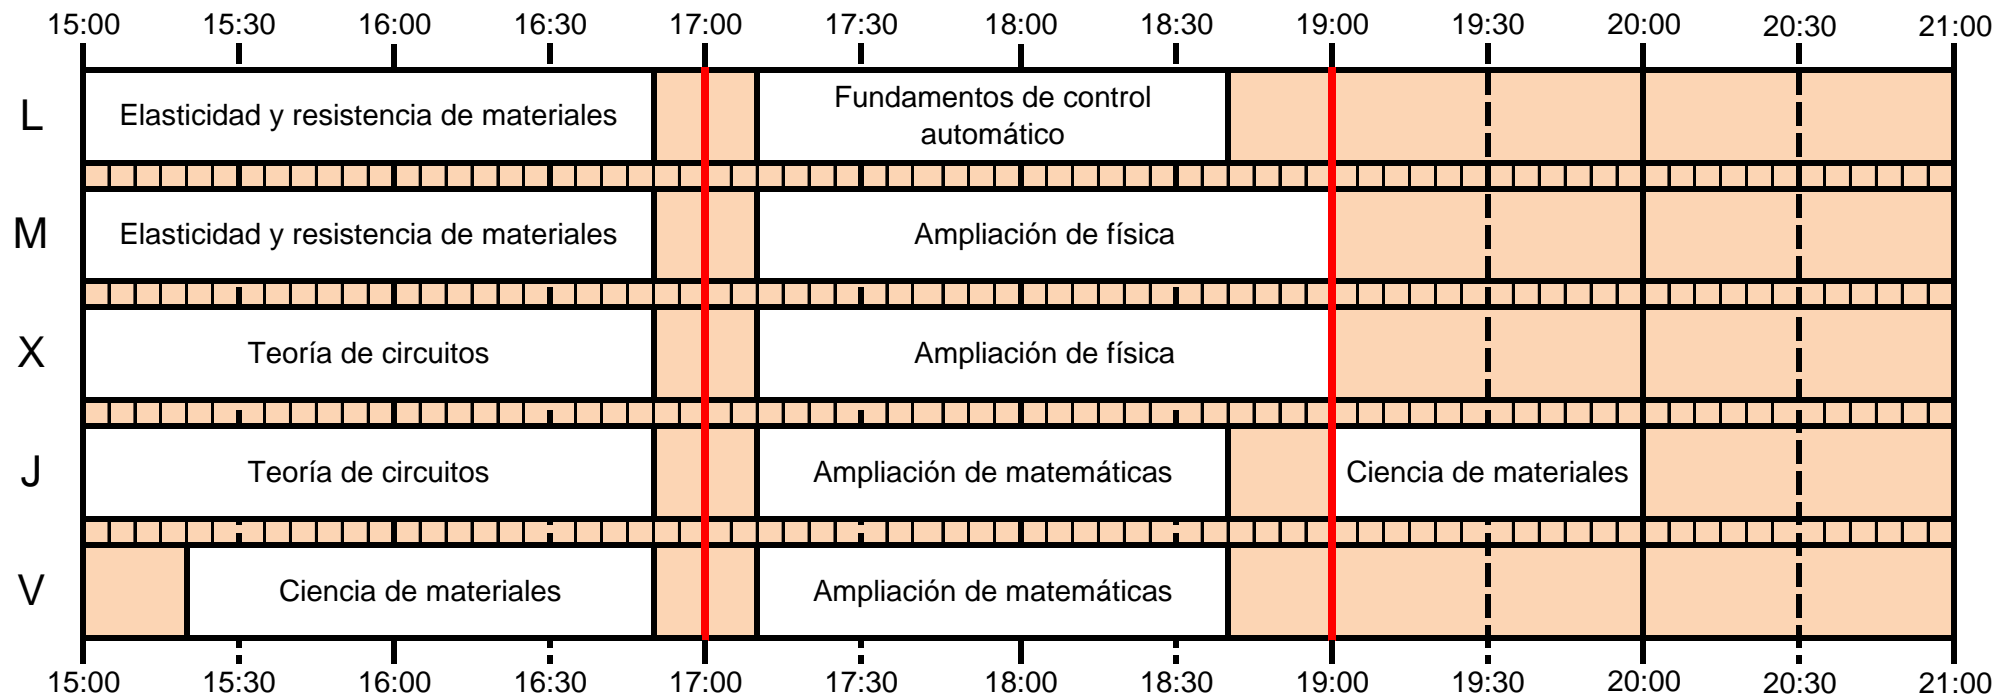 15:00 15:30 16:00 16:30 17:00 17:30 18:00 18:30 19:00 19:30 20:00 20:30 21:00
L Elasticidad y resistencia de materiales Fundamentos de control
automático
M Elasticidad y resistencia de materiales Ampliación de física
X Teoría de circuitos Ampliación de física
J Teoría de circuitos Ampliación de matemáticas Ciencia de materiales
V Ciencia de materiales Ampliación de matemáticas
15:00 15:30 16:00 16:30 17:00 17:30 18:00 18:30 19:00 19:30 20:00 20:30 21:00